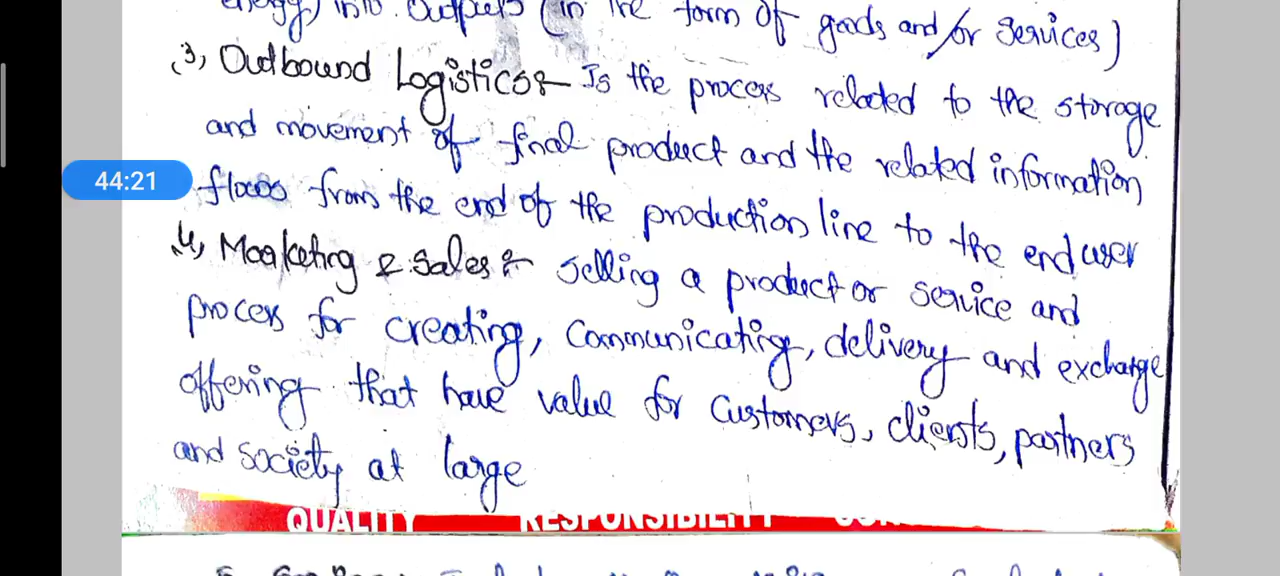 energy) into outputs (in the form of goods and/or services)
3, Outbound Logistics :- Is the process related to the storage
and movement of final product and the related information
44:21
flows from the end of the production line to the end user
4, Marketing & Sales :- Selling a product or service and
process for creating, communicating, delivery and exchange
offering that have value for customers, clients, partners
and society at large
QUALITY RESPONSIBILITY